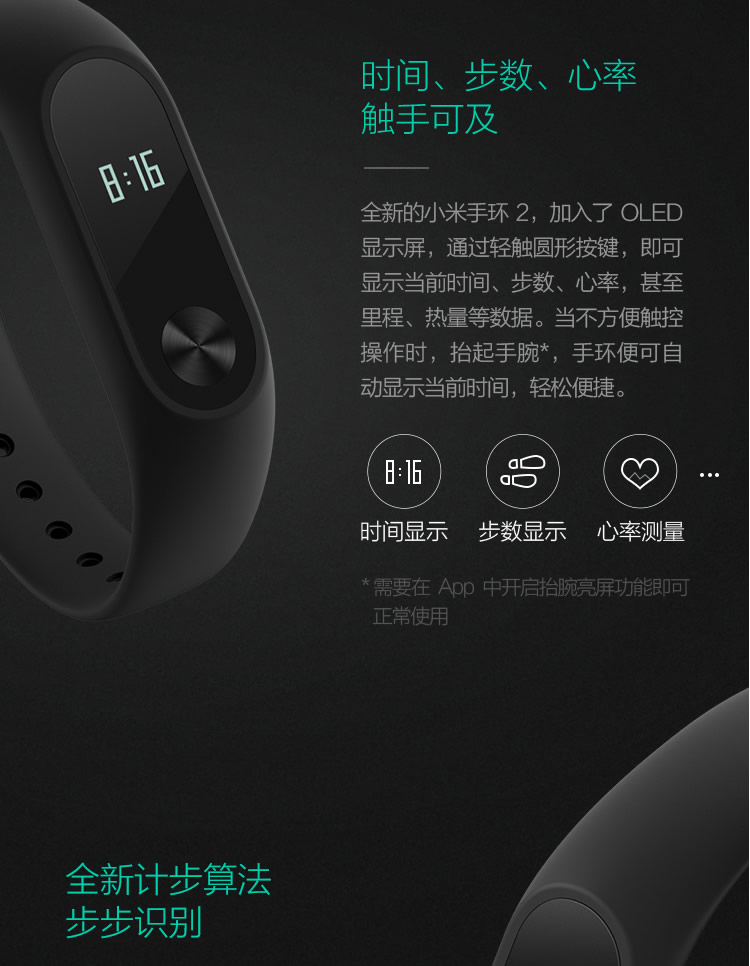 时间、步数、心率
触手可及
8:16
全新的小米手环 2，加入了 OLED
显示屏，通过轻触圆形按键，即可
显示当前时间、步数、心率，甚至
里程、热量等数据。当不方便触控
操作时，抬起手腕*，手环便可自
动显示当前时间，轻松便捷。
8:16
时间显示 步数显示 心率测量
*需要在 App 中开启抬腕亮屏功能即可
正常使用
全新计步算法
步步识别